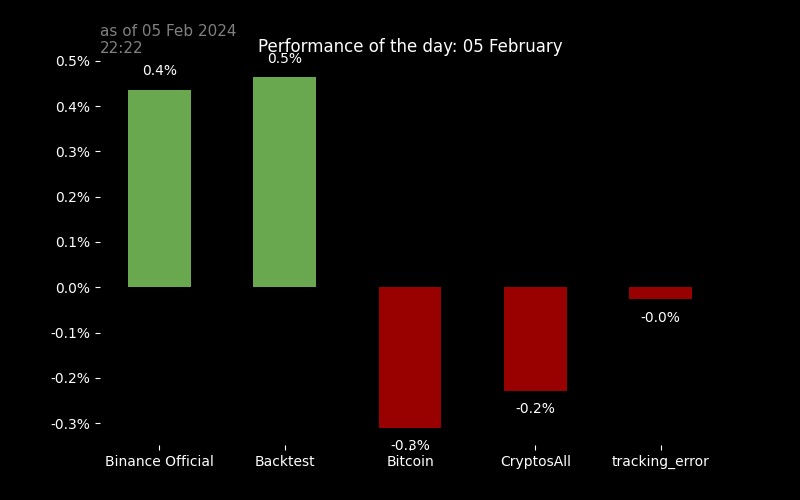 as of 05 Feb 2024
22:22
Performance of the day: 05 February
0.5%
0.4%
0.3%
0.2%
0.1%
0.0%
-0.1%
-0.2%
-0.3%
0.4%
0.5%
-0.3%
-0.2%
-0.0%
Binance Official
Backtest
Bitcoin
CryptosAll
tracking_error